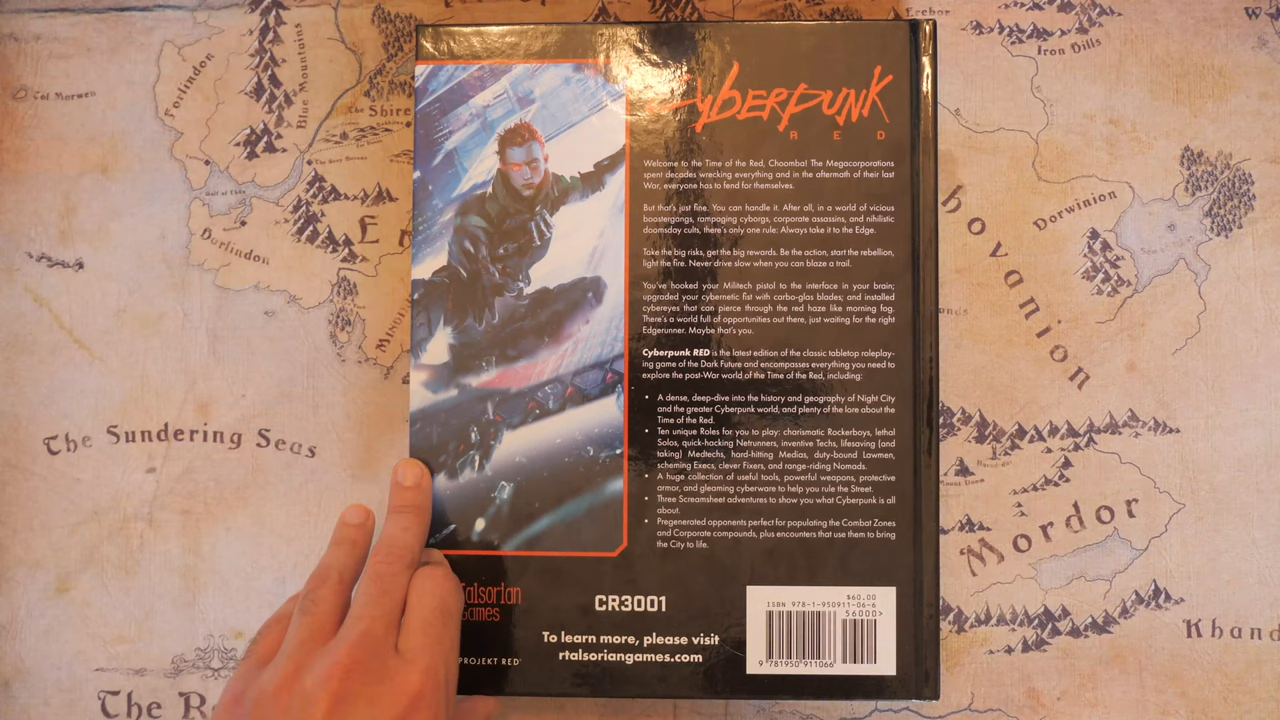 Erebor
W
Iron Hills
Col Morwen
Forlindon
Blue Mountains
The Shire
Dorlindon
Dorwinion
hovanion
The Sundering Seas
Mount Doom
Mordor
Khand
The R
CYBERPUNK
RED
Welcome to the Time of the Red, Choomba! The Megacorporations
spent decades wrecking everything and in the aftermath of their last
War, everyone has to fend for themselves.
But that's just fine. You can handle it. After all, in a world of vicious
boostergangs, rampaging cyborgs, corporate assassins, and nihilistic
doomsday cults, there's only one rule: Always take it to the Edge.
Take the big risks, get the big rewards. Be the action, start the rebellion,
light the fire. Never drive slow when you can blaze a trail.
You've hooked your Militech pistol to the interface in your brain;
upgraded your cybernetic fist with carbo-glas blades; and installed
cybereyes that can pierce through the red haze like morning fog.
There's a world full of opportunities out there, just waiting for the right
Edgerunner. Maybe that's you.
Cyberpunk RED is the latest edition of the classic tabletop roleplay-
ing game of the Dark Future and encompasses everything you need to
explore the post-War world of the Time of the Red, including:
• A dense, deep-dive into the history and geography of Night City
and the greater Cyberpunk world, and plenty of the lore about the
Time of the Red.
• Ten unique Roles for you to play: charismatic Rockerboys, lethal
Solos, quick-hacking Netrunners, inventive Techs, lifesaving (and
taking) Medtechs, hard-hitting Medias, duty-bound Lawmen,
scheming Execs, clever Fixers, and range-riding Nomads.
• A huge collection of useful tools, powerful weapons, protective
armor, and gleaming cyberware to help you rule the Street.
• Three Screamsheet adventures to show you what Cyberpunk is all
about.
• Pregenerated opponents perfect for populating the Combat Zones
and Corporate compounds, plus encounters that use them to bring
the City to life.
Talsorian
Games
PROJEKT RED
CR3001
To learn more, please visit
rtalsoriangames.com
$60.00
ISBN 978-1-950911-06-6
56000>
9 781950 911066